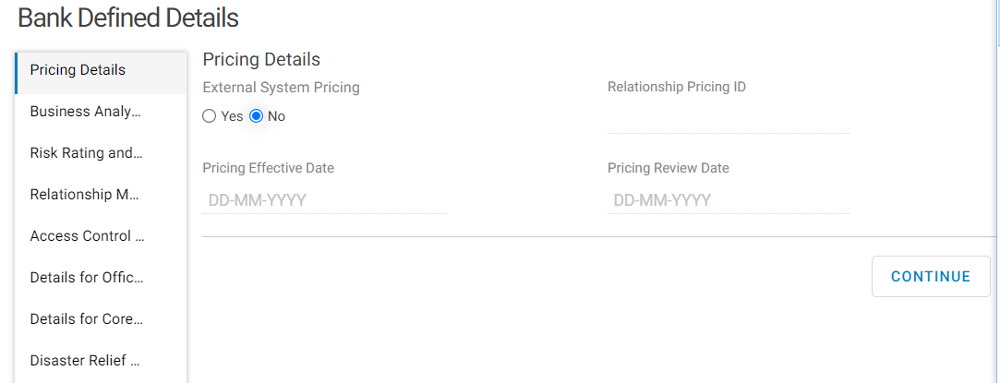 Bank Defined Details
Pricing Details
Business Analy...
Risk Rating and...
Relationship M...
Access Control ...
Details for Offic...
Details for Core...
Disaster Relief ...
Pricing Details
External System Pricing
Yes No
Relationship Pricing ID
Pricing Effective Date
DD-MM-YYYY
Pricing Review Date
DD-MM-YYYY
CONTINUE